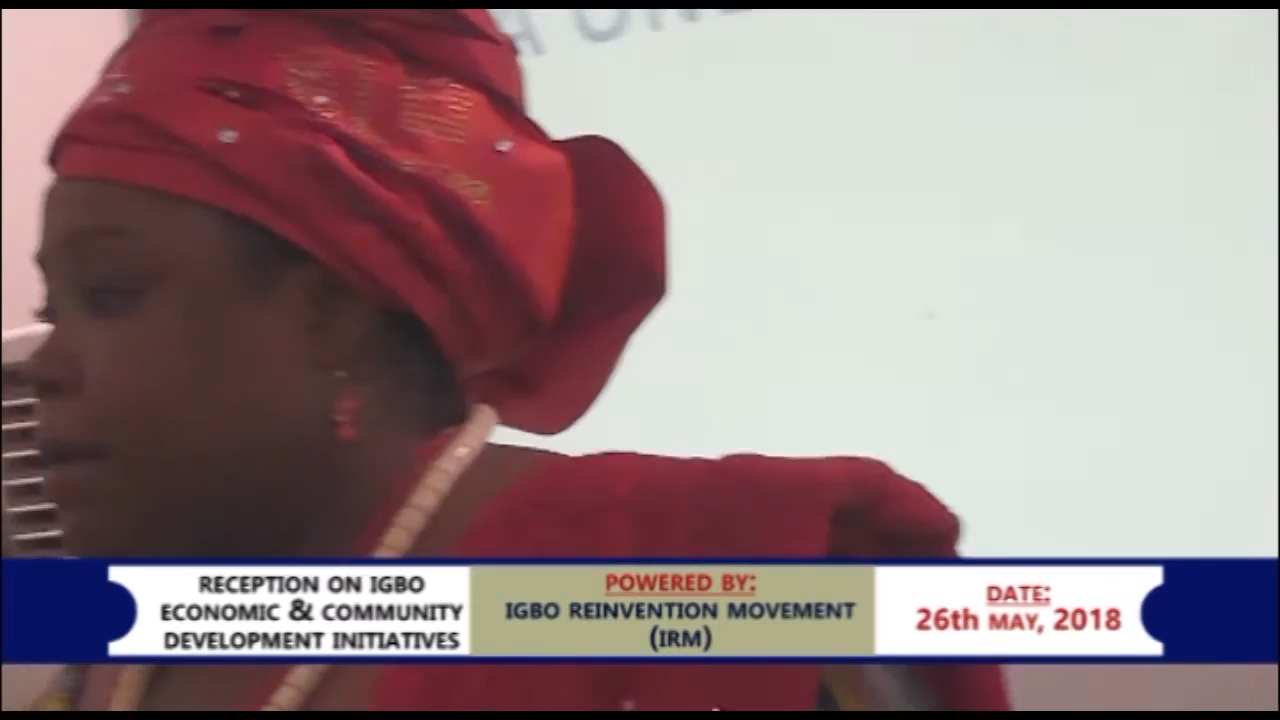 RECEPTION ON IGBO
ECONOMIC & COMMUNITY
DEVELOPMENT INITIATIVES
POWERED BY:
IGBO REINVENTION MOVEMENT
(IRM)
DATE:
26th MAY, 2018